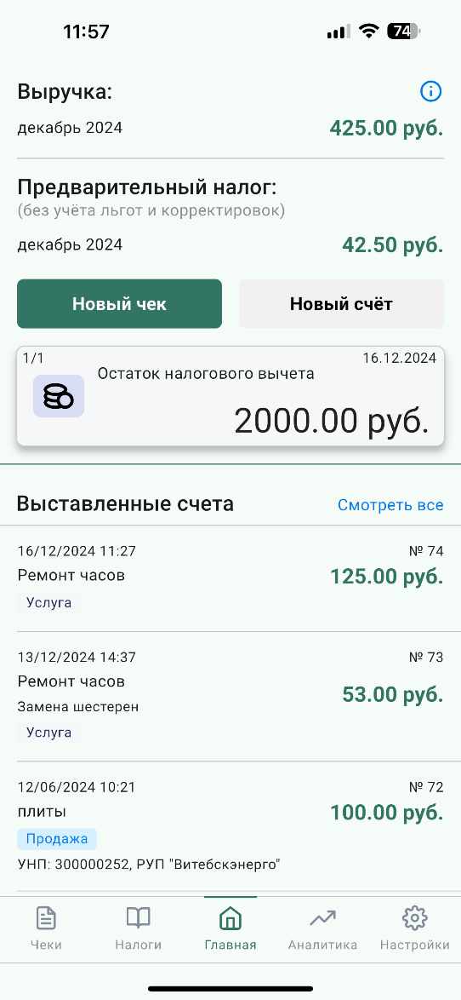 11:57
74
Выручка:
декабрь 2024 425.00 руб.
Предварительный налог:
(без учёта льгот и корректировок)
декабрь 2024 42.50 руб.
Новый чек Новый счёт
1/1 16.12.2024
Остаток налогового вычета
2000.00 руб.
Выставленные счета Смотреть все
16/12/2024 11:27 № 74
Ремонт часов 125.00 руб.
Услуга
13/12/2024 14:37 № 73
Ремонт часов
53.00 руб.
Замена шестерен
Услуга
12/06/2024 10:21 № 72
плиты 100.00 руб.
Продажа
УНП: 300000252, РУП "Витебскэнерго"
Чеки Налоги Главная Аналитика Настройки